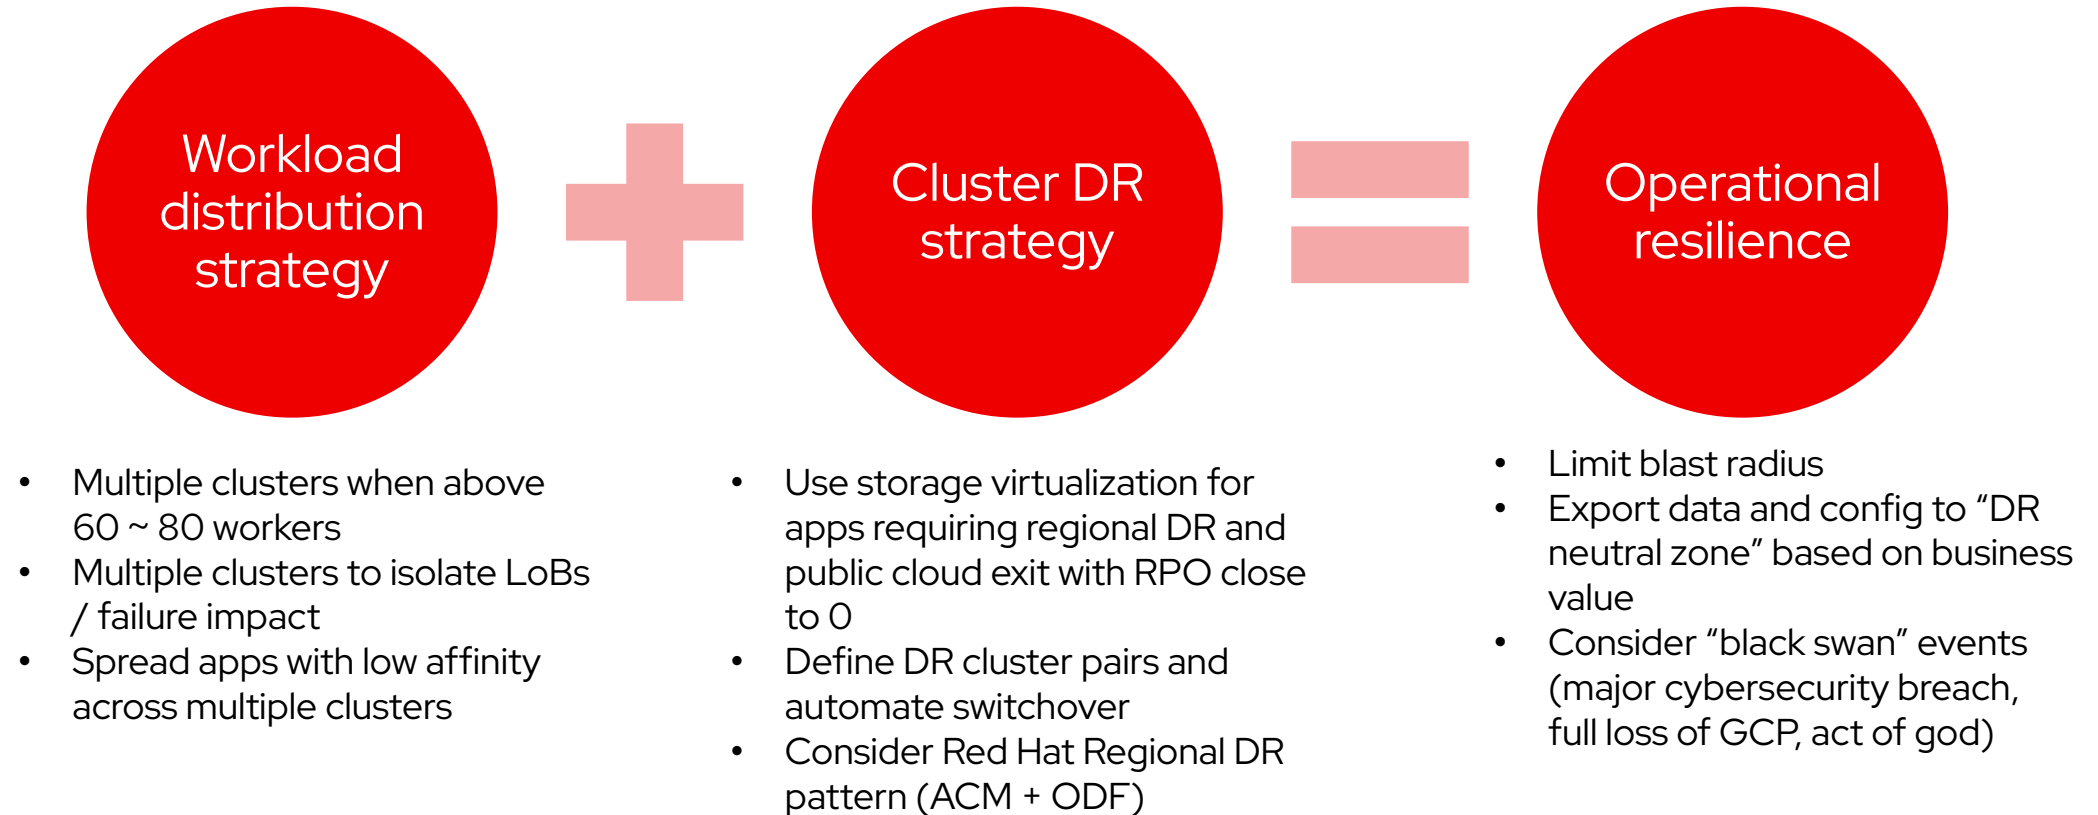 Workload
distribution
strategy
Cluster DR
strategy
Operational
resilience
• Multiple clusters when above
60 ~ 80 workers
• Multiple clusters to isolate LoBs
/ failure impact
• Spread apps with low affinity
across multiple clusters
• Use storage virtualization for
apps requiring regional DR and
public cloud exit with RPO close
to 0
• Define DR cluster pairs and
automate switchover
• Consider Red Hat Regional DR
pattern (ACM + ODF)
• Limit blast radius
• Export data and config to “DR
neutral zone” based on business
value
• Consider “black swan” events
(major cybersecurity breach,
full loss of GCP, act of god)